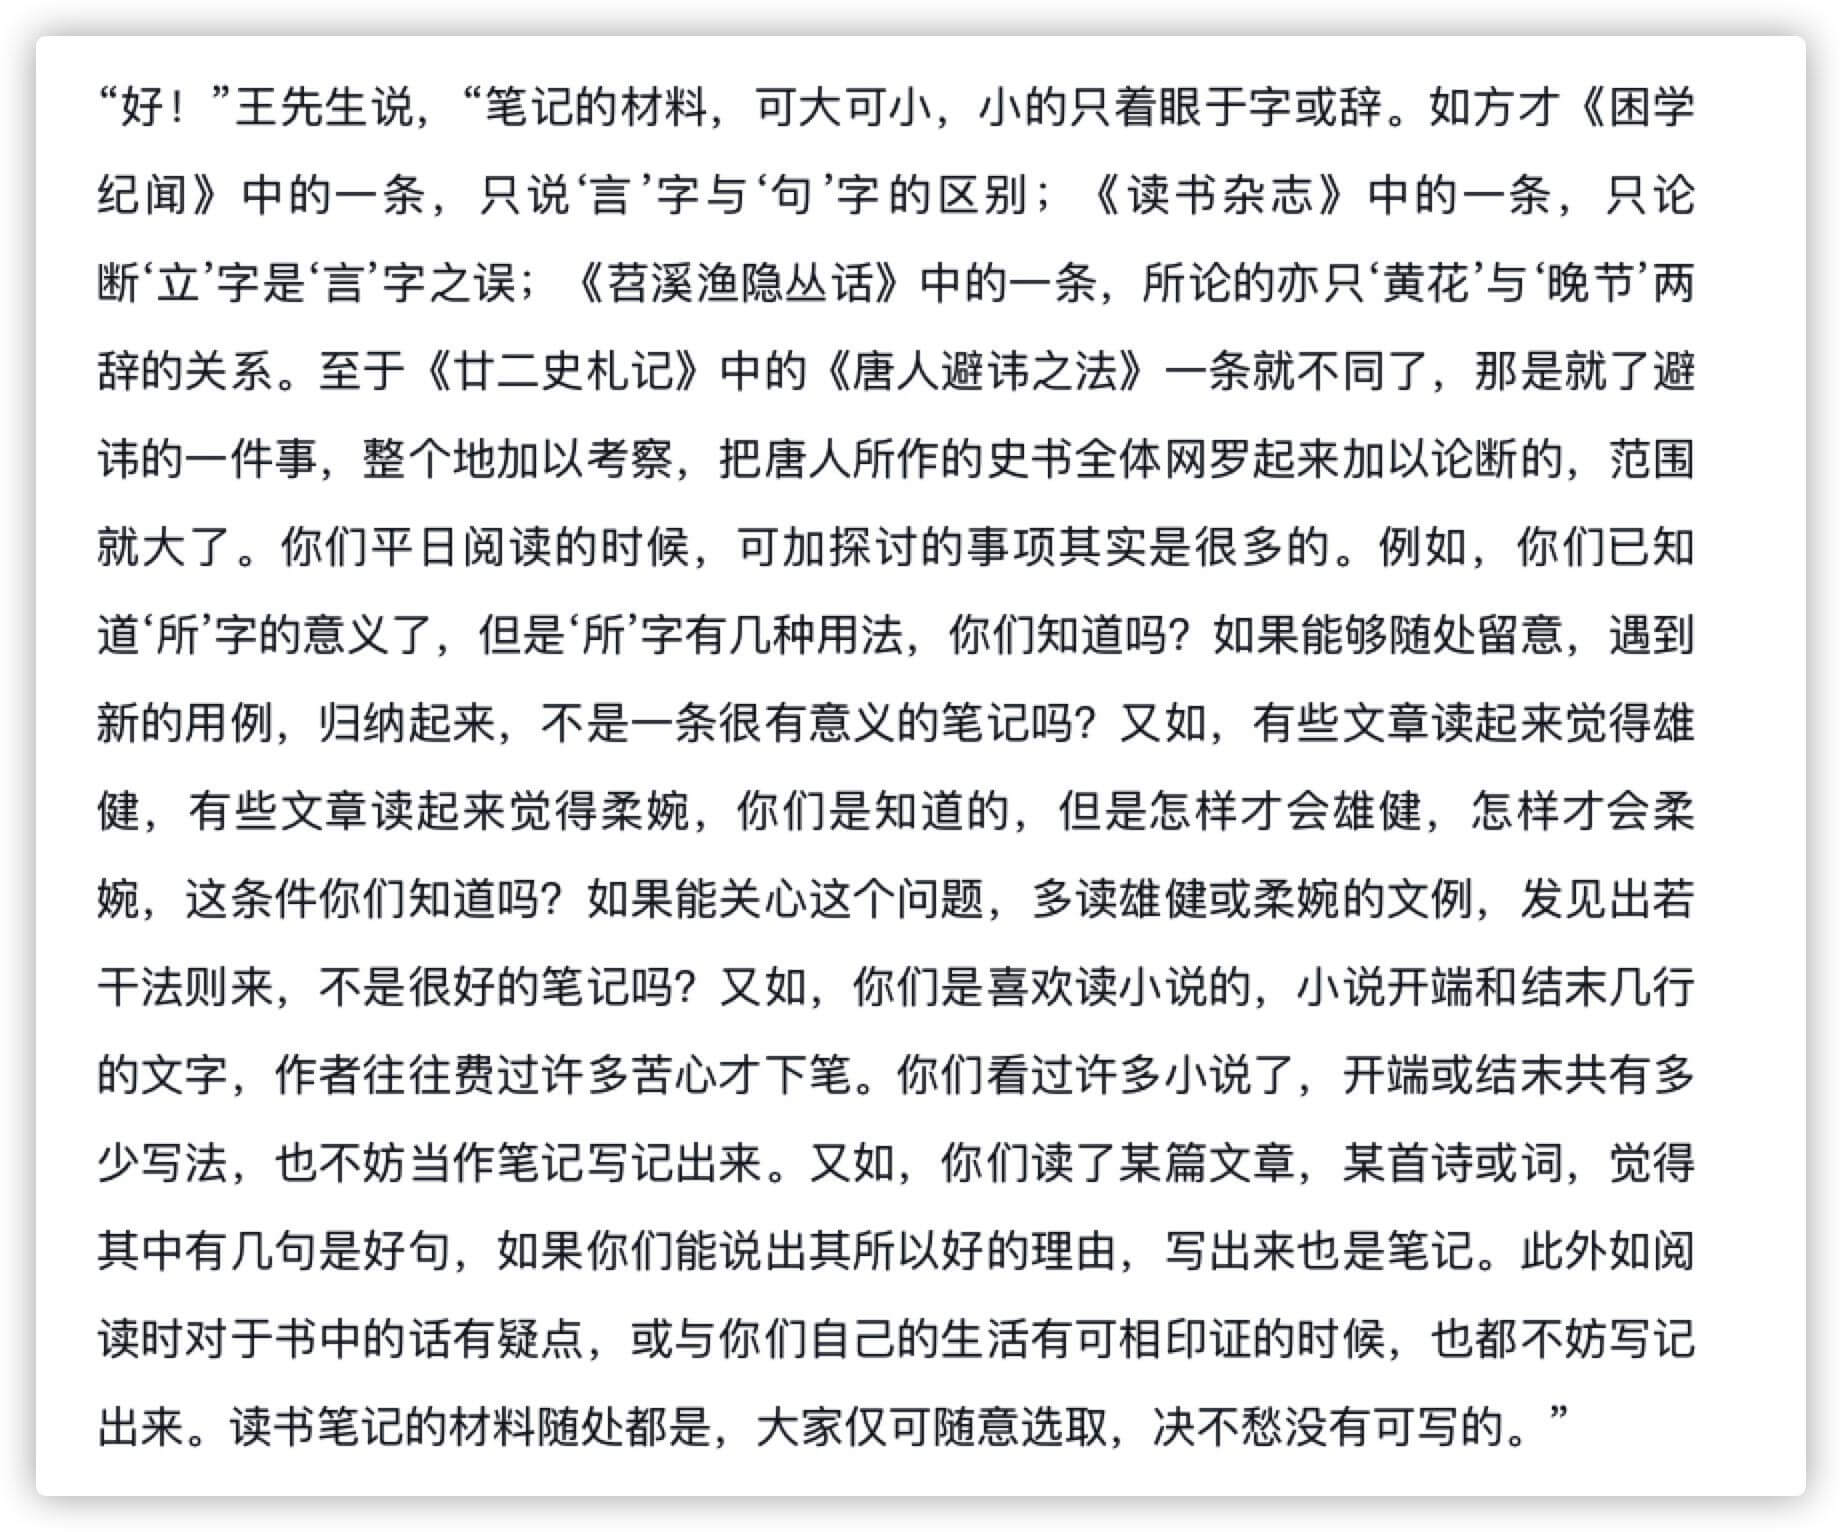 “好！”王先生说，“笔记的材料，可大可小，小的只着眼于字或辞。如方才《困学
纪闻》中的一条，只说‘言’字与‘句’字的区别；《读书杂志》中的一条，只论
断‘立’字是‘言’字之误；《苕溪渔隐丛话》中的一条，所论的亦只‘黄花’与‘晚节’两
辞的关系。至于《廿二史札记》中的《唐人避讳之法》一条就不同了，那是就了避
讳的一件事，整个地加以考察，把唐人所作的史书全体网罗起来加以论断的，范围
就大了。你们平日阅读的时候，可加探讨的事项其实是很多的。例如，你们已知
道‘所’字的意义了，但是‘所’字有几种用法，你们知道吗？如果能够随处留意，遇到
新的用例，归纳起来，不是一条很有意义的笔记吗？又如，有些文章读起来觉得雄
健，有些文章读起来觉得柔婉，你们是知道的，但是怎样才会雄健，怎样才会柔
婉，这条件你们知道吗？如果能关心这个问题，多读雄健或柔婉的文例，发见出若
干法则来，不是很好的笔记吗？又如，你们是喜欢读小说的，小说开端和结末几行
的文字，作者往往费过许多苦心才下笔。你们看过许多小说了，开端或结末共有多
少写法，也不妨当作笔记写记出来。又如，你们读了某篇文章，某首诗或词，觉得
其中有几句是好句，如果你们能说出其所以好的理由，写出来也是笔记。此外如阅
读时对于书中的话有疑点，或与你们自己的生活有可相印证的时候，也都不妨写记
出来。读书笔记的材料随处都是，大家仅可随意选取，决不愁没有可写的。”